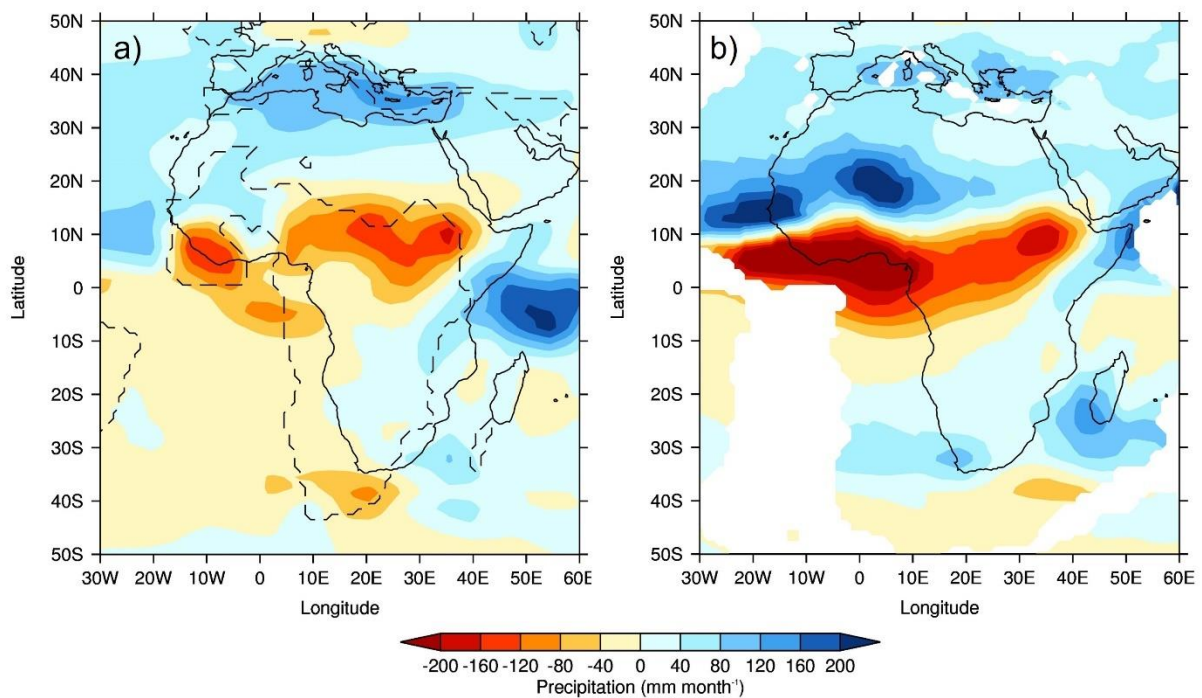 a)
50N
40N
30N
20N
10N
0
10S
20S
30S
40S
50S
Latitude
30W 20W 10W 0 10E 20E 30E 40E 50E 60E
Longitude
b)
50N
40N
30N
20N
10N
0
10S
20S
30S
40S
50S
Latitude
30W 20W 10W 0 10E 20E 30E 40E 50E 60E
Longitude
-200 -160 -120 -80 -40 0 40 80 120 160 200
Precipitation (mm month⁻¹)